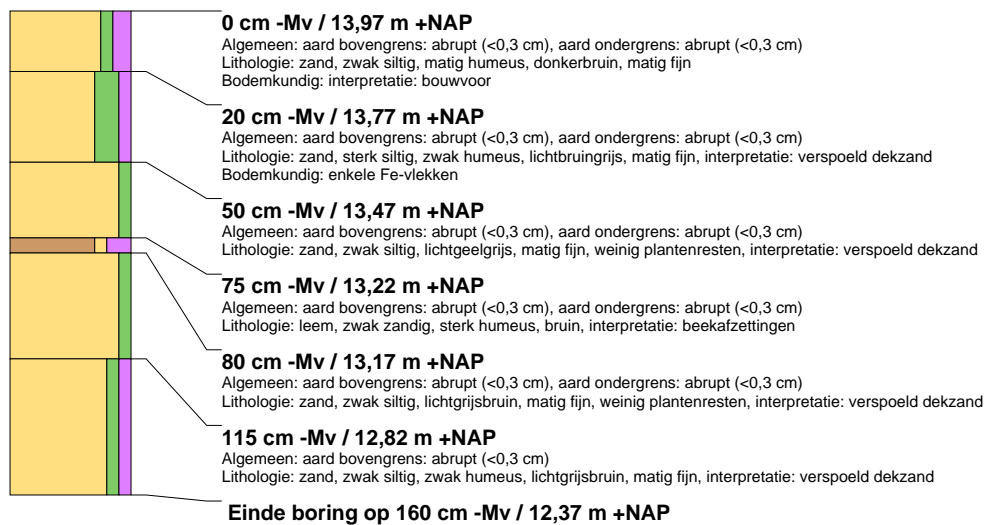 0 cm -Mv / 13,97 m +NAP
Algemeen: aard bovengrens: abrupt (<0,3 cm), aard ondergrens: abrupt (<0,3 cm)
Lithologie: zand, zwak siltig, matig humeus, donkerbruin, matig fijn
Bodemkundig: interpretatie: bouwvoor
20 cm -Mv / 13,77 m +NAP
Algemeen: aard bovengrens: abrupt (<0,3 cm), aard ondergrens: abrupt (<0,3 cm)
Lithologie: zand, sterk siltig, zwak humeus, lichtbruingrijs, matig fijn, interpretatie: verspoeld dekzand
Bodemkundig: enkele Fe-vlekken
50 cm -Mv / 13,47 m +NAP
Algemeen: aard bovengrens: abrupt (<0,3 cm), aard ondergrens: abrupt (<0,3 cm)
Lithologie: zand, zwak siltig, lichtgeelgrijs, matig fijn, weinig plantenresten, interpretatie: verspoeld dekzand
75 cm -Mv / 13,22 m +NAP
Algemeen: aard bovengrens: abrupt (<0,3 cm), aard ondergrens: abrupt (<0,3 cm)
Lithologie: leem, zwak zandig, sterk humeus, bruin, interpretatie: beekafzettingen
80 cm -Mv / 13,17 m +NAP
Algemeen: aard bovengrens: abrupt (<0,3 cm), aard ondergrens: abrupt (<0,3 cm)
Lithologie: zand, zwak siltig, lichtgrijsbruin, matig fijn, weinig plantenresten, interpretatie: verspoeld dekzand
115 cm -Mv / 12,82 m +NAP
Algemeen: aard bovengrens: abrupt (<0,3 cm)
Lithologie: zand, zwak siltig, zwak humeus, lichtgrijsbruin, matig fijn, interpretatie: verspoeld dekzand
Einde boring op 160 cm -Mv / 12,37 m +NAP